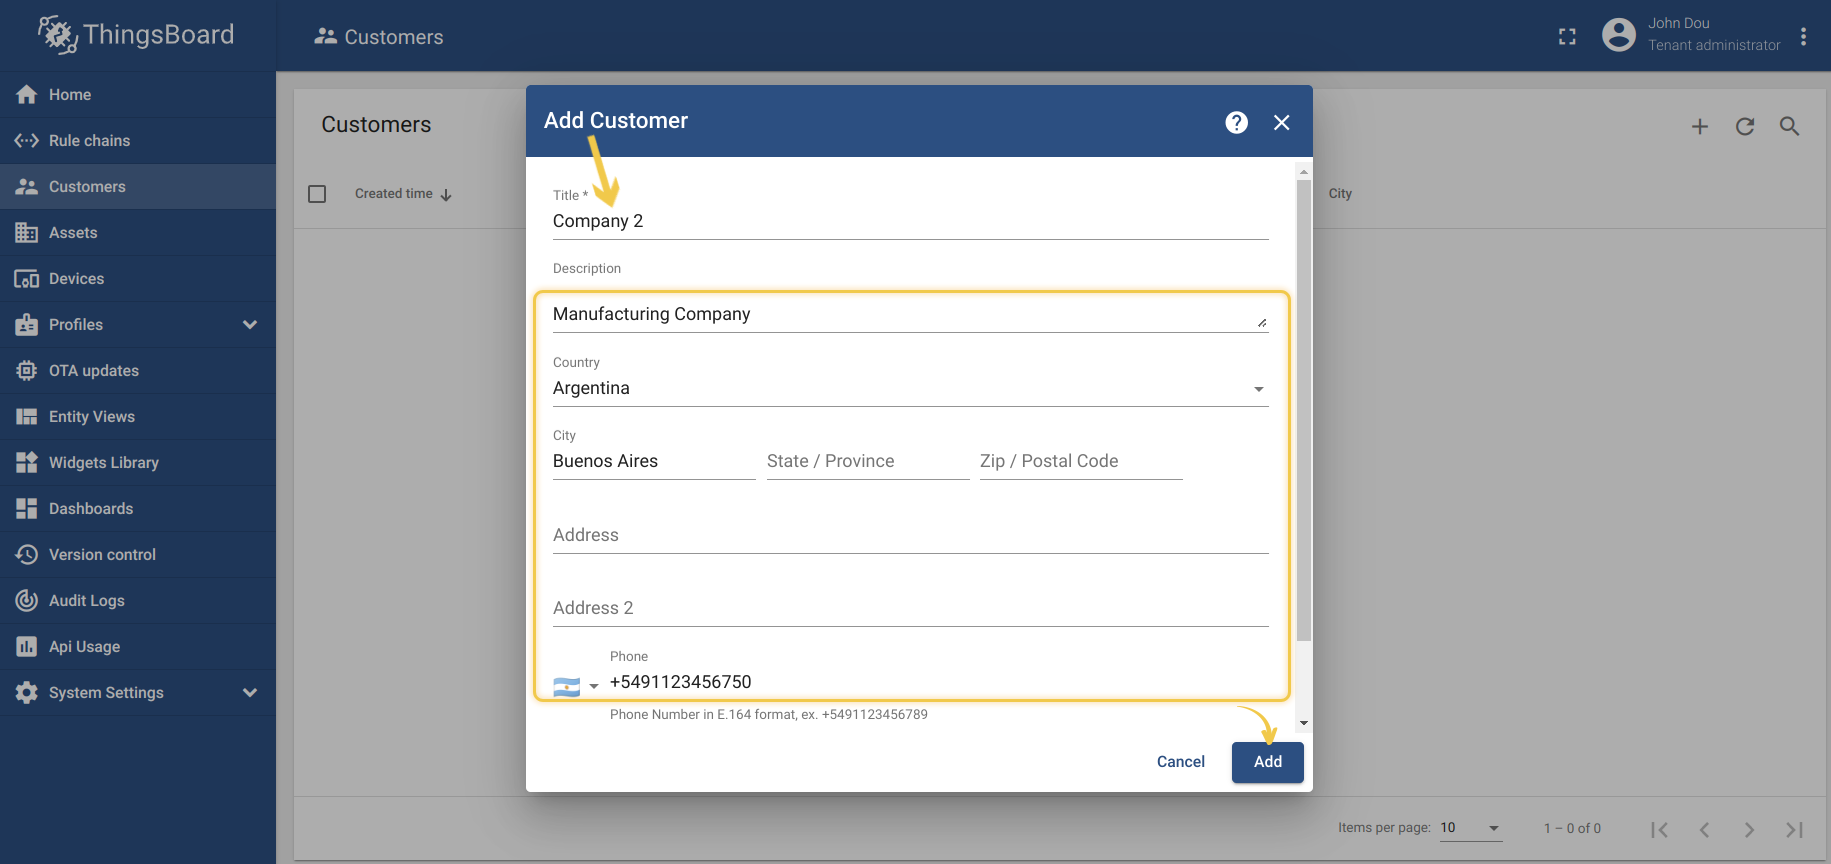 ThingsBoard
Customers
John Dou
Tenant administrator
Home
Rule chains
Customers
Assets
Devices
Profiles
OTA updates
Entity Views
Widgets Library
Dashboards
Version control
Audit Logs
Api Usage
System Settings
Customers
Created time
City
Add Customer
Title *
Company 2
Description
Manufacturing Company
Country
Argentina
City
Buenos Aires State / Province Zip / Postal Code
Address
Address 2
Phone
+5491123456750
Phone Number in E.164 format, ex. +5491123456789
Cancel Add
Items per page: 10 1 – 0 of 0